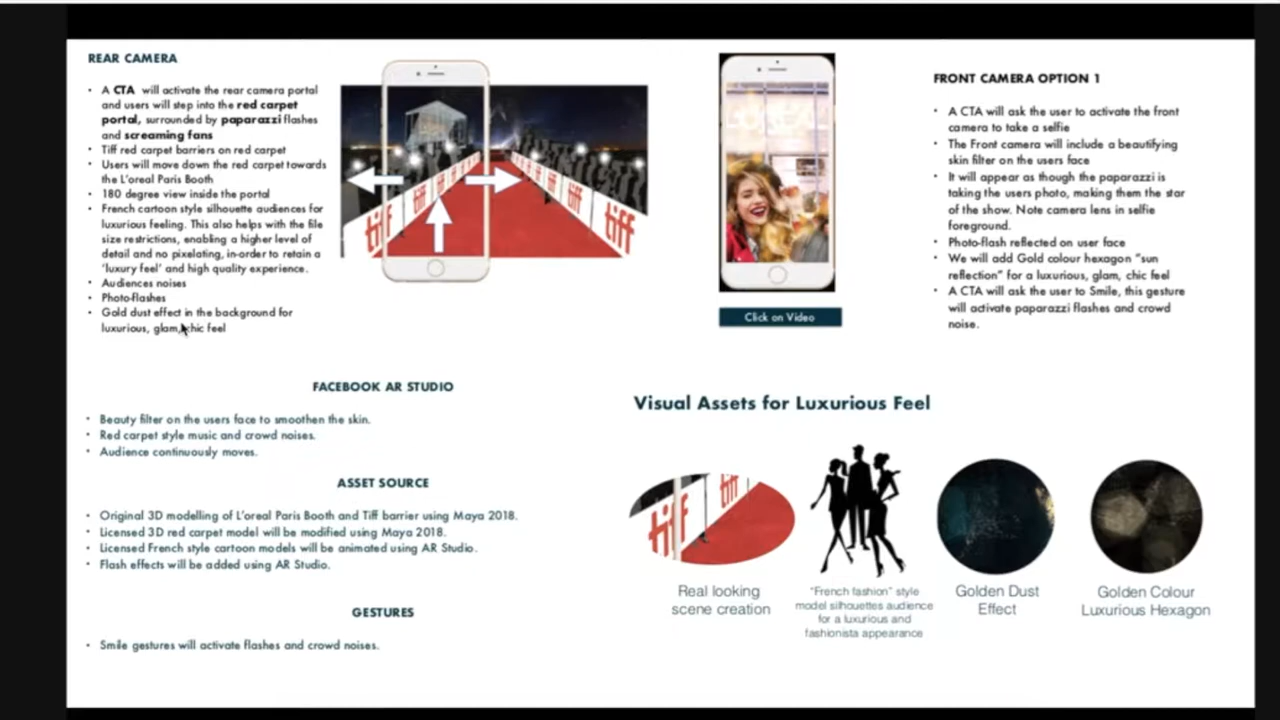 REAR CAMERA
• A CTA will activate the rear camera portal
and users will step into the red carpet
portal, surrounded by paparazzi flashes
and screaming fans
• Tiff red carpet barriers on red carpet
• Users will move down the red carpet towards
the L'oreal Paris Booth
• 180 degree view inside the portal
• French cartoon style silhouette audiences for
luxurious feeling. This also helps with the file
size restrictions, enabling a higher level of
detail and no pixelating, in-order to retain a
'luxury feel' and high quality experience.
• Audiences noises
• Photo-flashes
• Gold dust effect in the background for
luxurious, glam, chic feel
tiff
tiff
tiff
tiff
Click on Video
FRONT CAMERA OPTION 1
• A CTA will ask the user to activate the front
camera to take a selfie
• The Front camera will include a beautifying
skin filter on the users face
• It will appear as though the paparazzi is
taking the users photo, making them the star
of the show. Note camera lens in selfie
foreground.
• Photo-flash reflected on user face
• We will add Gold colour hexagon "sun
reflection" for a luxurious, glam, chic feel
• A CTA will ask the user to Smile, this gesture
will activate paparazzi flashes and crowd
noise.
FACEBOOK AR STUDIO
• Beauty filter on the users face to smoothen the skin.
• Red carpet style music and crowd noises.
• Audience continuously moves.
ASSET SOURCE
• Original 3D modelling of L'oreal Paris Booth and Tiff barrier using Maya 2018.
• Licensed 3D red carpet model will be modified using Maya 2018.
• Licensed French style cartoon models will be animated using AR Studio.
• Flash effects will be added using AR Studio.
GESTURES
• Smile gestures will activate flashes and crowd noises.
Visual Assets for Luxurious Feel
tiff
tiff
Real looking
scene creation
"French fashion" style
model silhouettes audience
for a luxurious and
fashionista appearance
Golden Dust
Effect
Golden Colour
Luxurious Hexagon